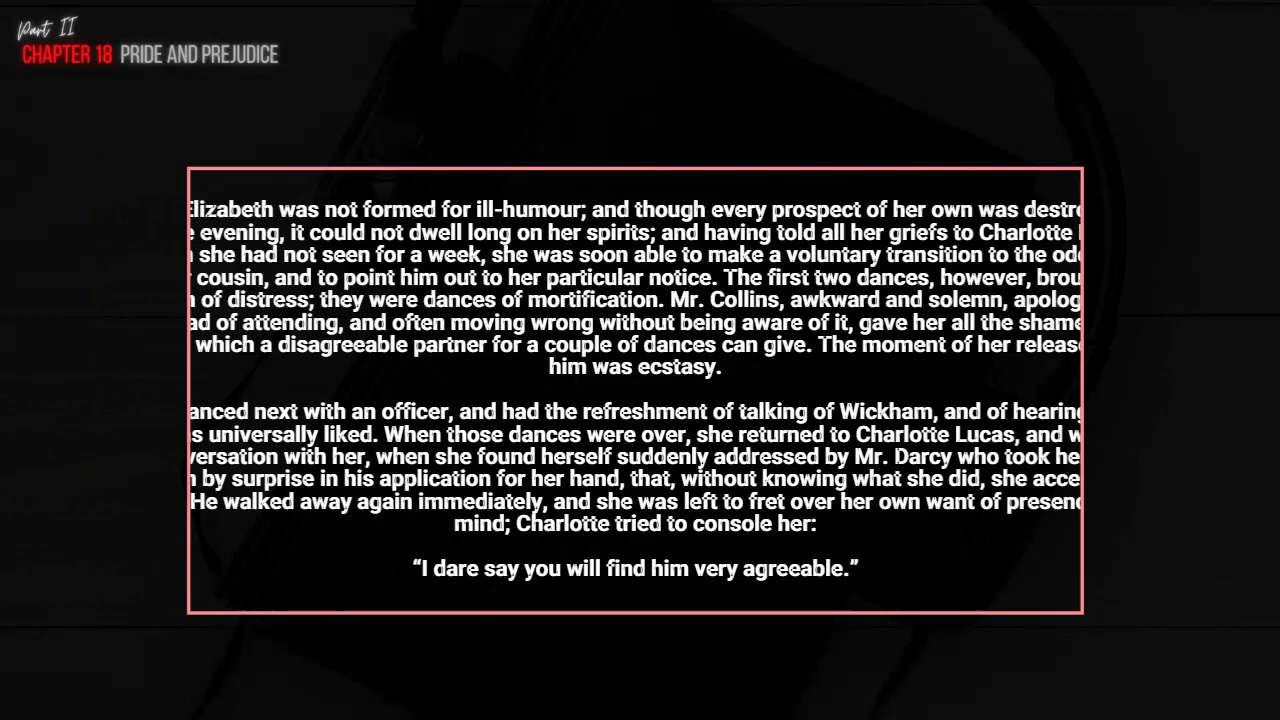 Part II
CHAPTER 18 PRIDE AND PREJUDICE
Elizabeth was not formed for ill-humour; and though every prospect of her own was destr
evening, it could not dwell long on her spirits; and having told all her griefs to Charlotte
she had not seen for a week, she was soon able to make a voluntary transition to the od
cousin, and to point him out to her particular notice. The first two dances, however, brou
of distress; they were dances of mortification. Mr. Collins, awkward and solemn, apolog
ad of attending, and often moving wrong without being aware of it, gave her all the shame
which a disagreeable partner for a couple of dances can give. The moment of her release
him was ecstasy.
anced next with an officer, and had the refreshment of talking of Wickham, and of hearing
s universally liked. When those dances were over, she returned to Charlotte Lucas, and w
versation with her, when she found herself suddenly addressed by Mr. Darcy who took he
by surprise in his application for her hand, that, without knowing what she did, she acce
He walked away again immediately, and she was left to fret over her own want of presenc
mind; Charlotte tried to console her:
“I dare say you will find him very agreeable.”